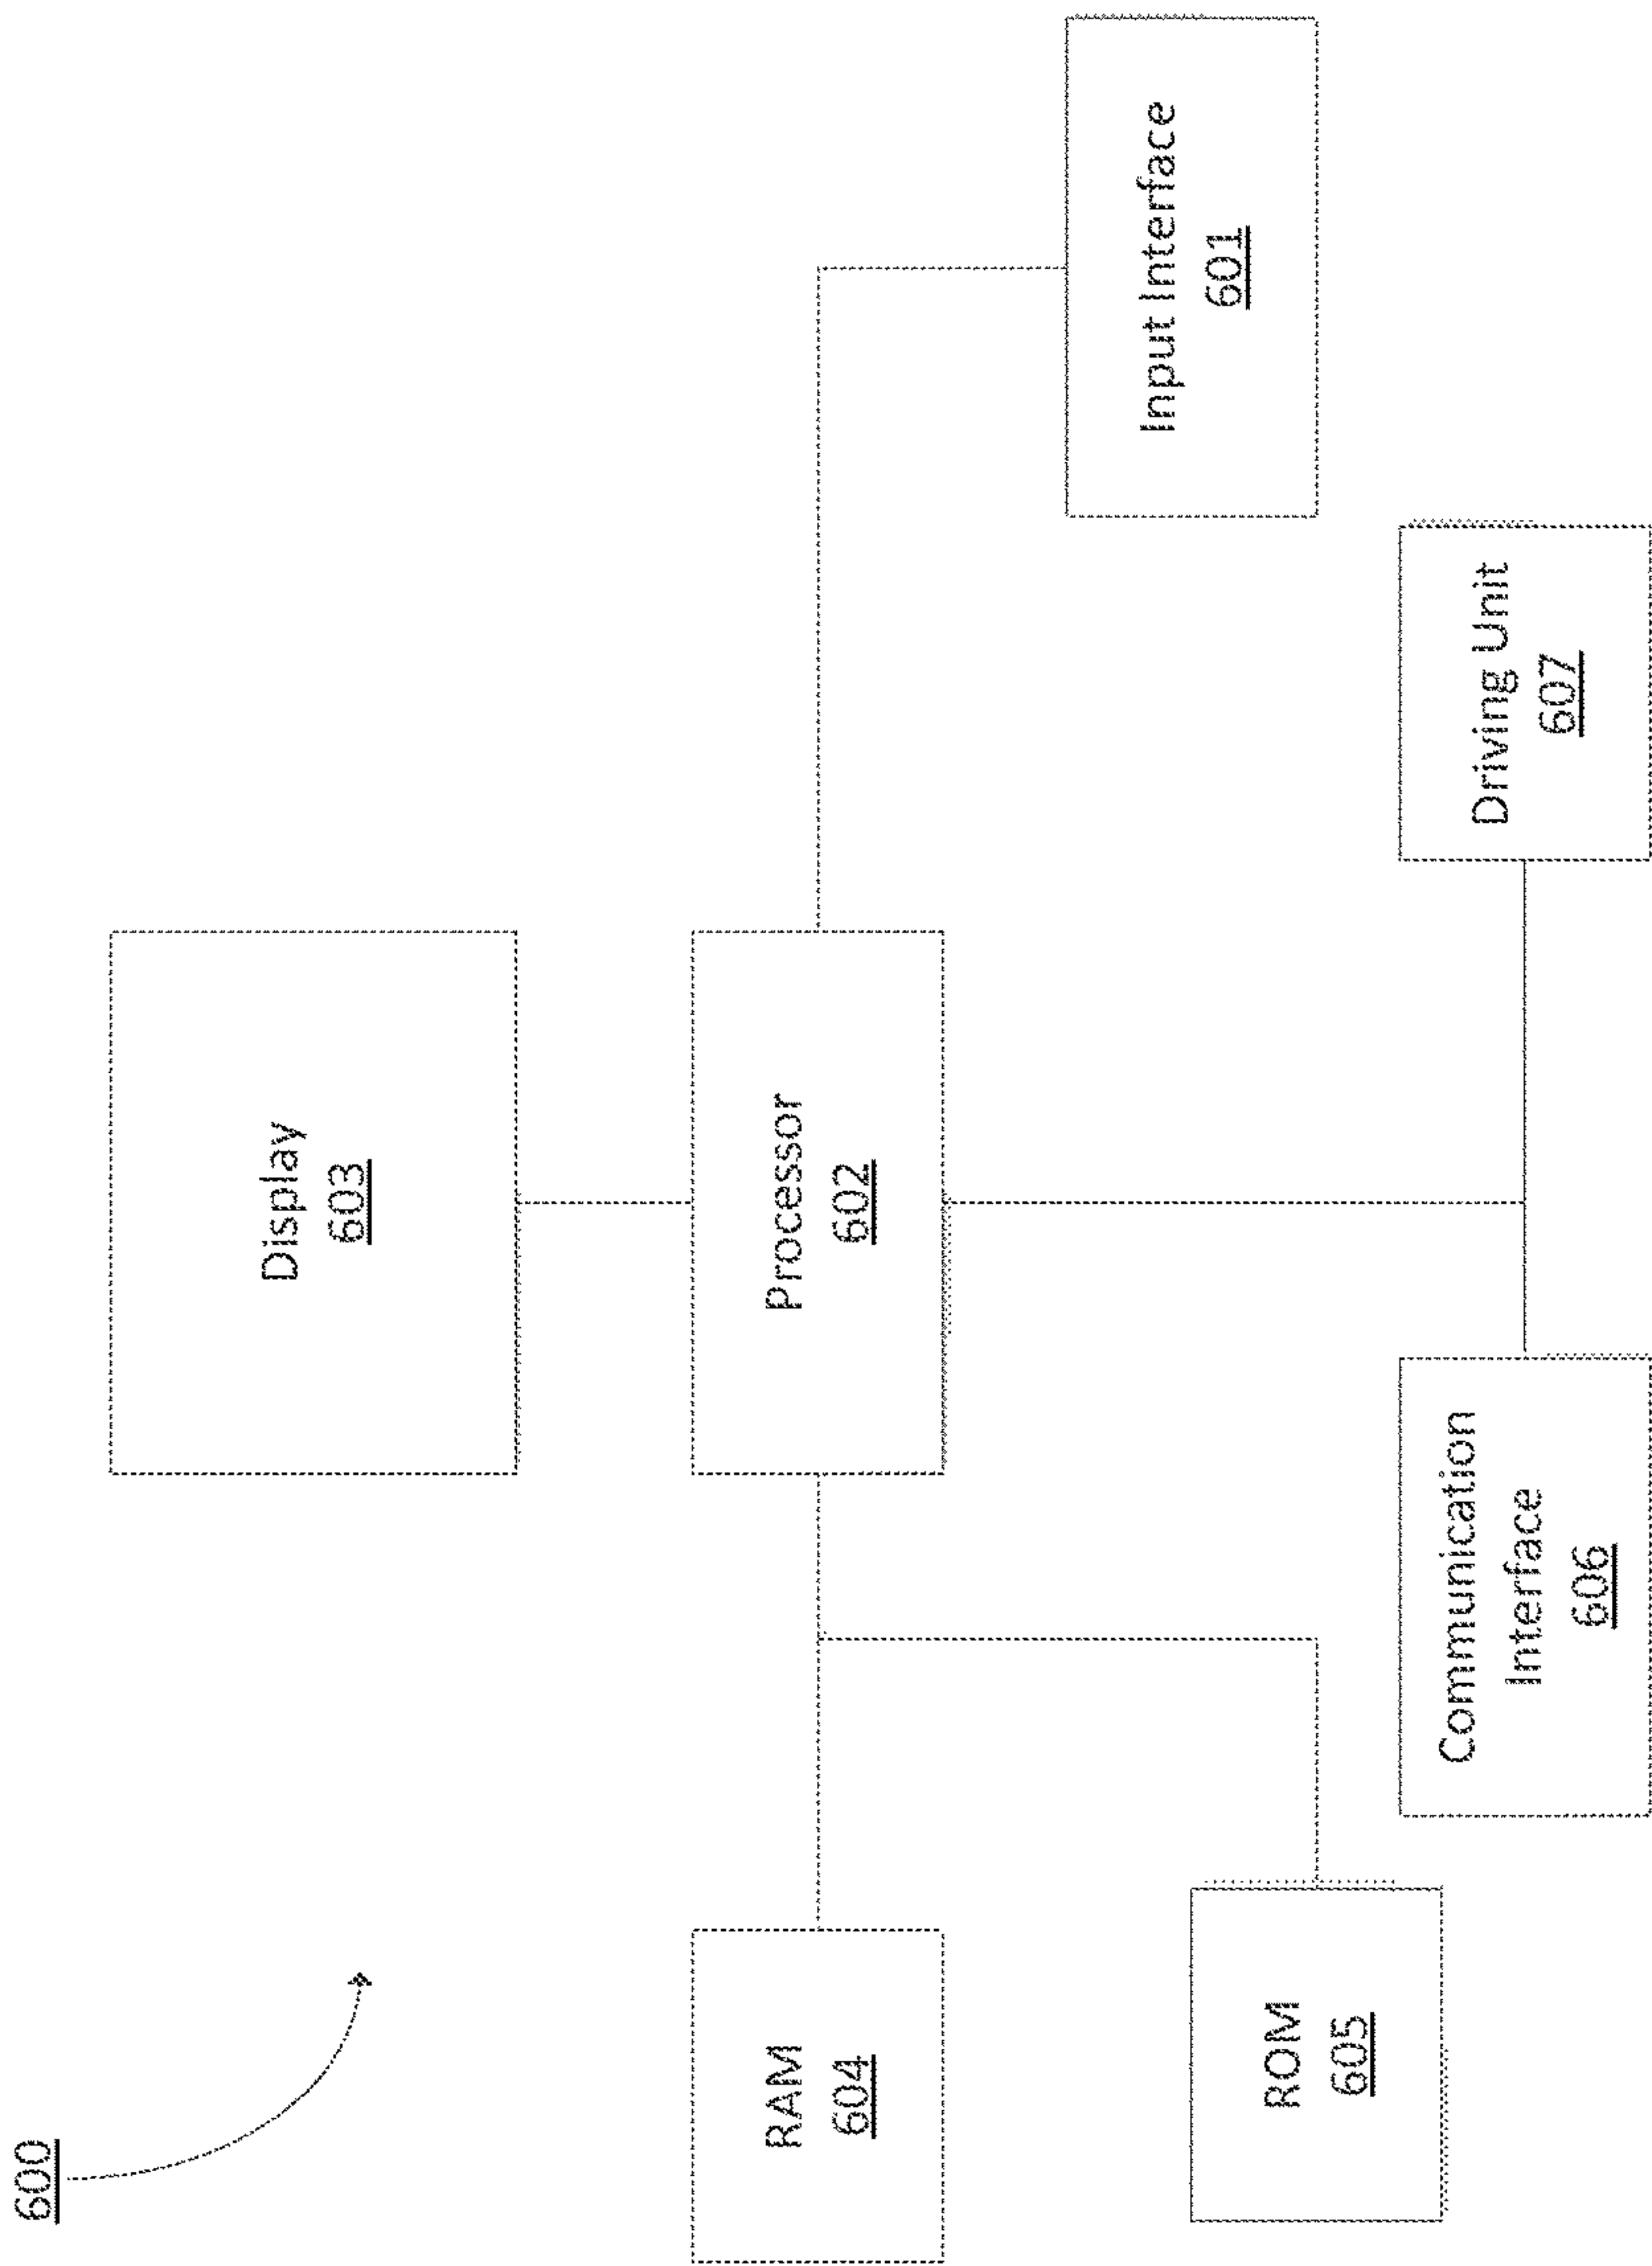 600
Display
603
RAM
604
Processor
602
Input Interface
601
ROM
605
Communication
Interface
606
Driving Unit
607